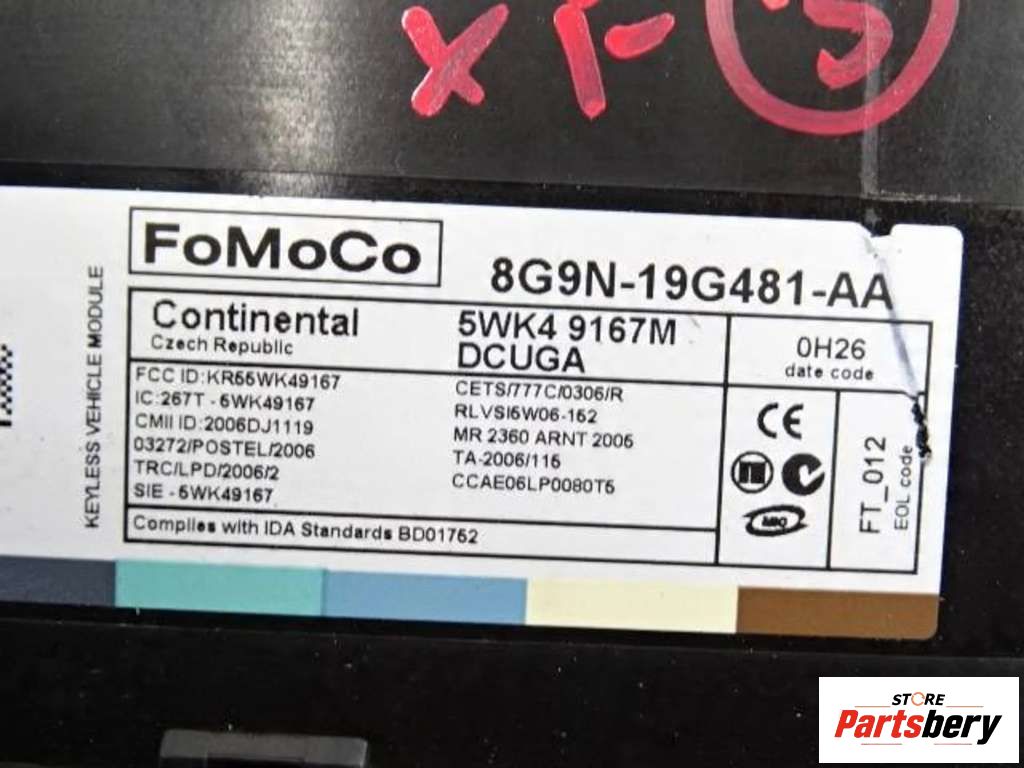 XF
FoMoCo
8G9N-19G481-AA
KEYLESS VEHICLE MODULE
Continental
Czech Republic
5WK4 9167M
DCUGA
0H26
date code
FCC ID:KR55WK49167
IC:267T - 5WK49167
CMII ID:2006DJ1119
03272/POSTEL/2006
TRC/LPD/2006/2
SIE - 5WK49167
CETS/777C/0306/R
RLVSI5W06-152
MR 2360 ARNT 2006
TA-2006/115
CCAE06LP0080T5
CE
FT_012
EOL code
Complies with IDA Standards BD01752
STORE
Partsbery